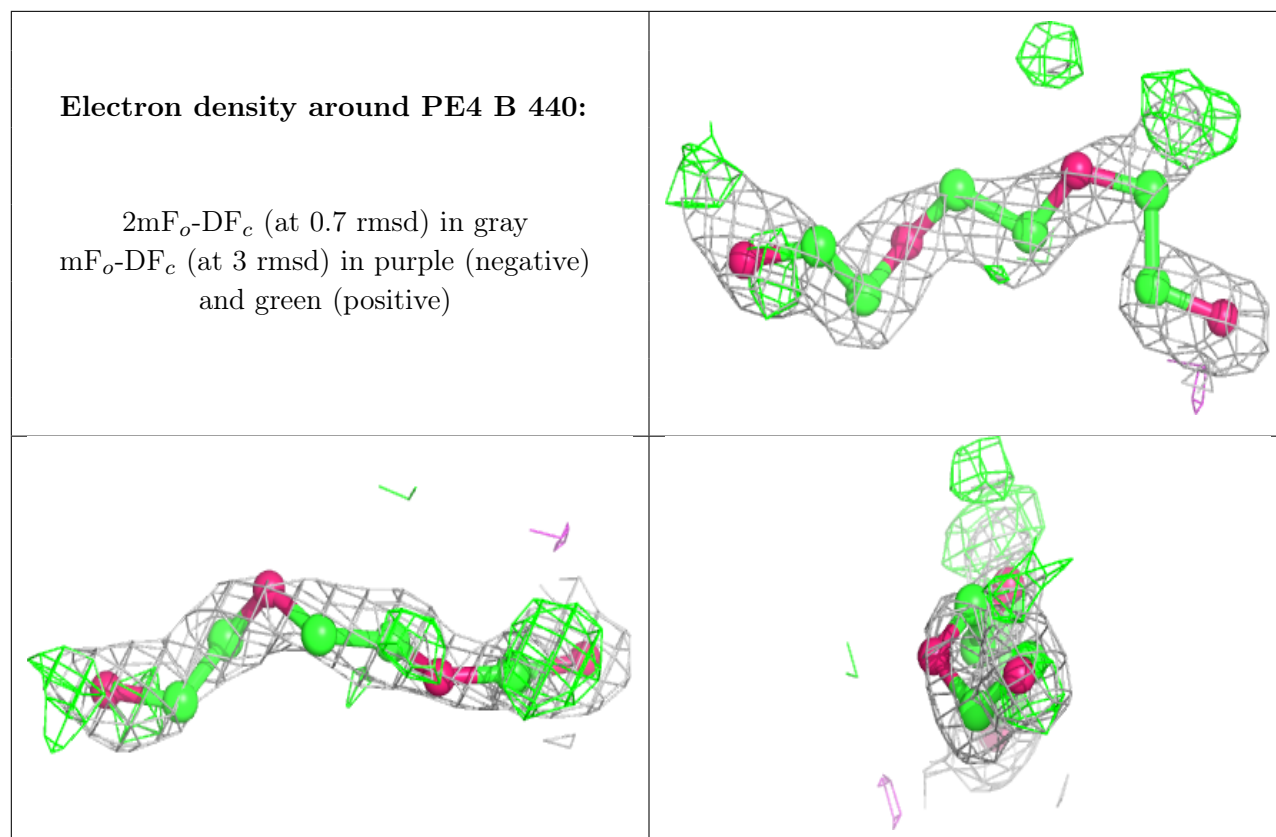 Electron density around PE4 B 440:
2mFo-DFc (at 0.7 rmsd) in gray
mFo-DFc (at 3 rmsd) in purple (negative)
and green (positive)